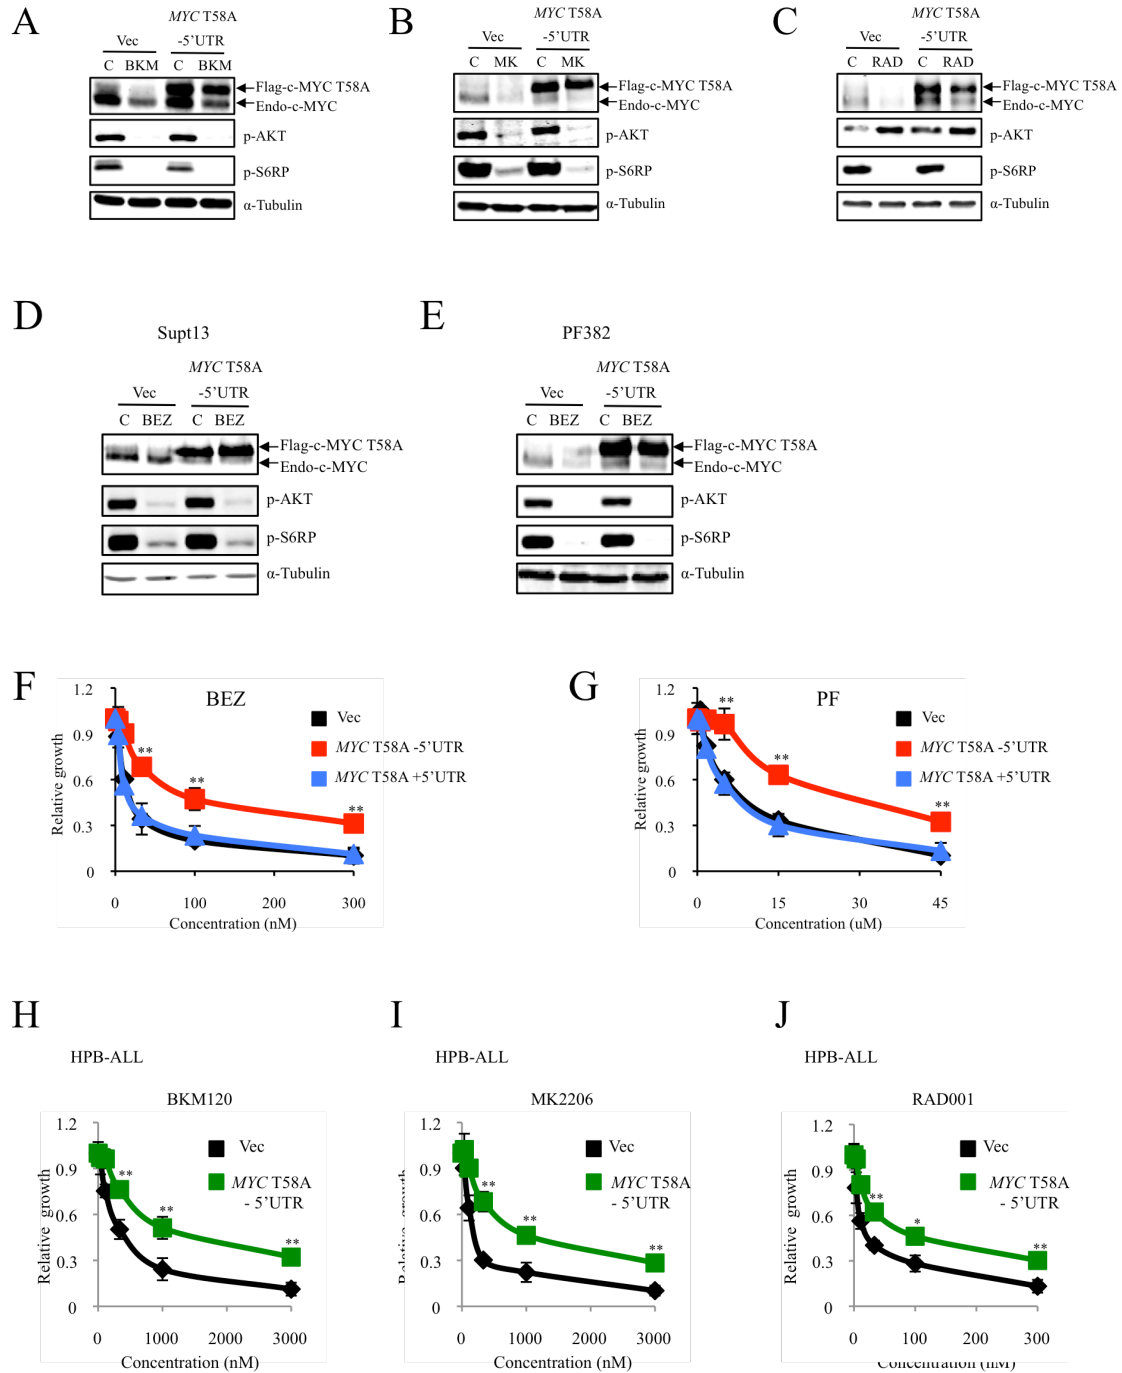 A
MYC T58A
Vec -5’UTR
C BKM C BKM
Flag-c-MYC T58A
Endo-c-MYC
p-AKT
p-S6RP
α-Tubulin
B
MYC T58A
Vec -5’UTR
C MK C MK
Flag-c-MYC T58A
Endo-c-MYC
p-AKT
p-S6RP
α-Tubulin
C
MYC T58A
Vec -5’UTR
C RAD C RAD
Flag-c-MYC T58A
Endo-c-MYC
p-AKT
p-S6RP
α-Tubulin
D
Supt13
MYC T58A
Vec -5’UTR
C BEZ C BEZ
Flag-c-MYC T58A
Endo-c-MYC
p-AKT
p-S6RP
α-Tubulin
E
PF382
MYC T58A
Vec -5’UTR
C BEZ C BEZ
Flag-c-MYC T58A
Endo-c-MYC
p-AKT
p-S6RP
α-Tubulin
F
BEZ
1.2
0.9
0.6
0.3
0
Relative growth
Vec
MYC T58A -5’UTR
MYC T58A +5’UTR
**
**
**
0 100 200 300
Concentration (nM)
G
PF
1.2
0.9
0.6
0.3
0
Relative growth
Vec
MYC T58A -5’UTR
MYC T58A +5’UTR
**
**
**
0 15 30 45
Concentration (uM)
H
HPB-ALL
BKM120
1.2
0.9
0.6
0.3
0
Relative growth
Vec
MYC T58A
- 5’UTR
**
**
**
0 1000 2000 3000
Concentration (nM)
I
HPB-ALL
MK2206
1.2
0.9
0.6
0.3
0
Relative growth
Vec
MYC T58A
- 5’UTR
**
**
**
0 1000 2000 3000
Concentration (nM)
J
HPB-ALL
RAD001
1.2
0.9
0.6
0.3
0
Relative growth
Vec
MYC T58A
- 5’UTR
**
*
**
0 100 200 300
Concentration (nM)